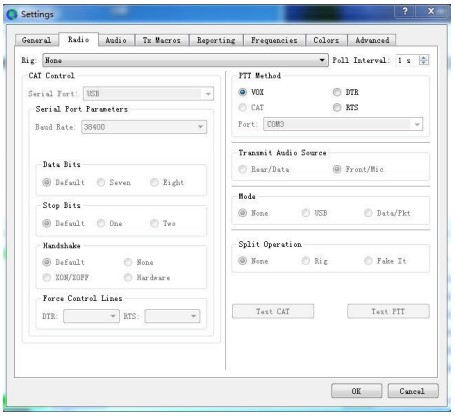 Settings
? X
General Radio Audio Tx Macros Reporting Frequencies Colors Advanced
Rig: None
Poll Interval: 1 s
CAT Control
Serial Port: USB
Serial Port Parameters
Baud Rate: 38400
Data Bits
Default Seven Eight
Stop Bits
Default One Two
Handshake
Default None
XON/XOFF Hardware
Force Control Lines
DTR: RTS:
PTT Method
VOX DTR
CAT RTS
Port: COM3
Transmit Audio Source
Rear/Data Front/Mic
Mode
None USB Data/Pkt
Split Operation
None Rig Fake It
Test CAT Test PTT
OK Cancel